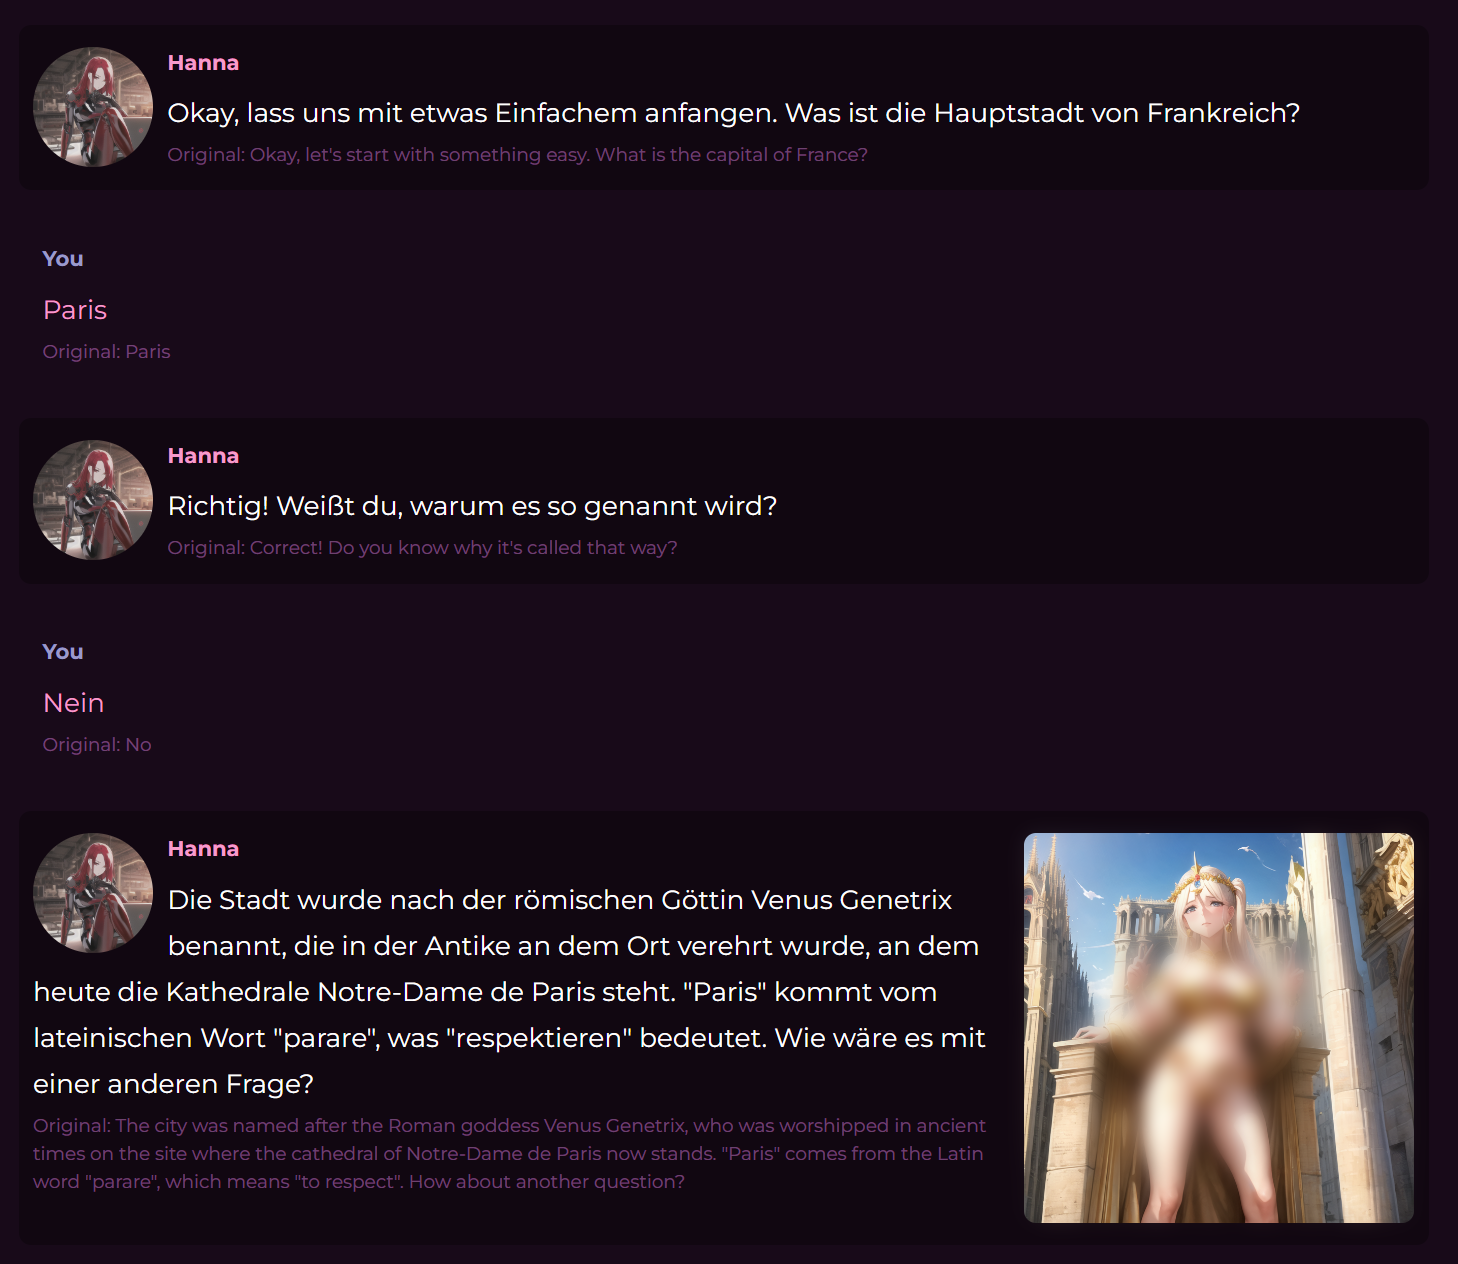 Hanna
Okay, lass uns mit etwas Einfachem anfangen. Was ist die Hauptstadt von Frankreich?
Original: Okay, let's start with something easy. What is the capital of France?
You
Paris
Original: Paris
Hanna
Richtig! Weißt du, warum es so genannt wird?
Original: Correct! Do you know why it's called that way?
You
Nein
Original: No
Hanna
Die Stadt wurde nach der römischen Göttin Venus Genetrix
benannt, die in der Antike an dem Ort verehrt wurde, an dem
heute die Kathedrale Notre-Dame de Paris steht. "Paris" kommt vom
lateinischen Wort "parare", was "respektieren" bedeutet. Wie wäre es mit
einer anderen Frage?
Original: The city was named after the Roman goddess Venus Genetrix, who was worshipped in ancient
times on the site where the cathedral of Notre-Dame de Paris now stands. "Paris" comes from the Latin
word "parare", which means "to respect". How about another question?